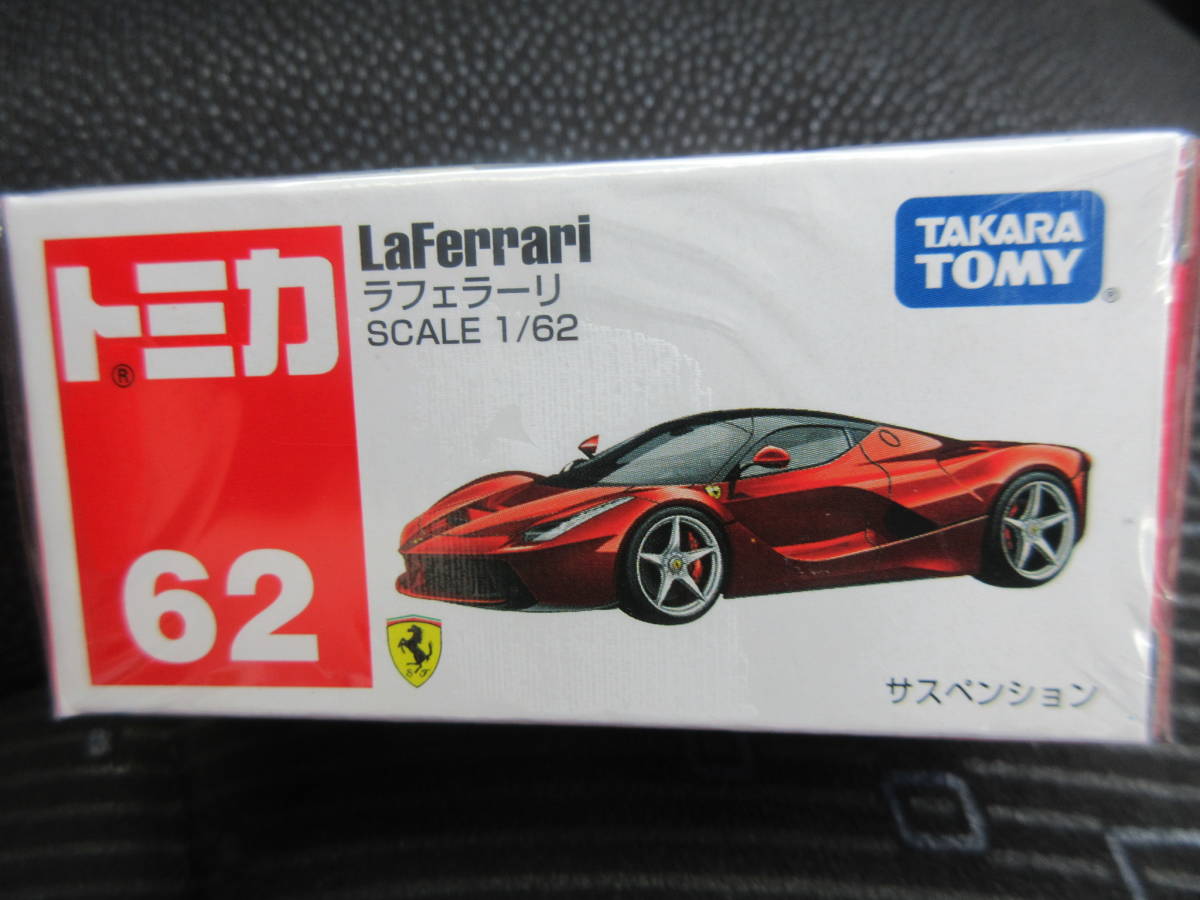 トミカ
®
62
LaFerrari
ラフェラーリ
SCALE 1/62
TAKARA
TOMY®
S F
サスペンション